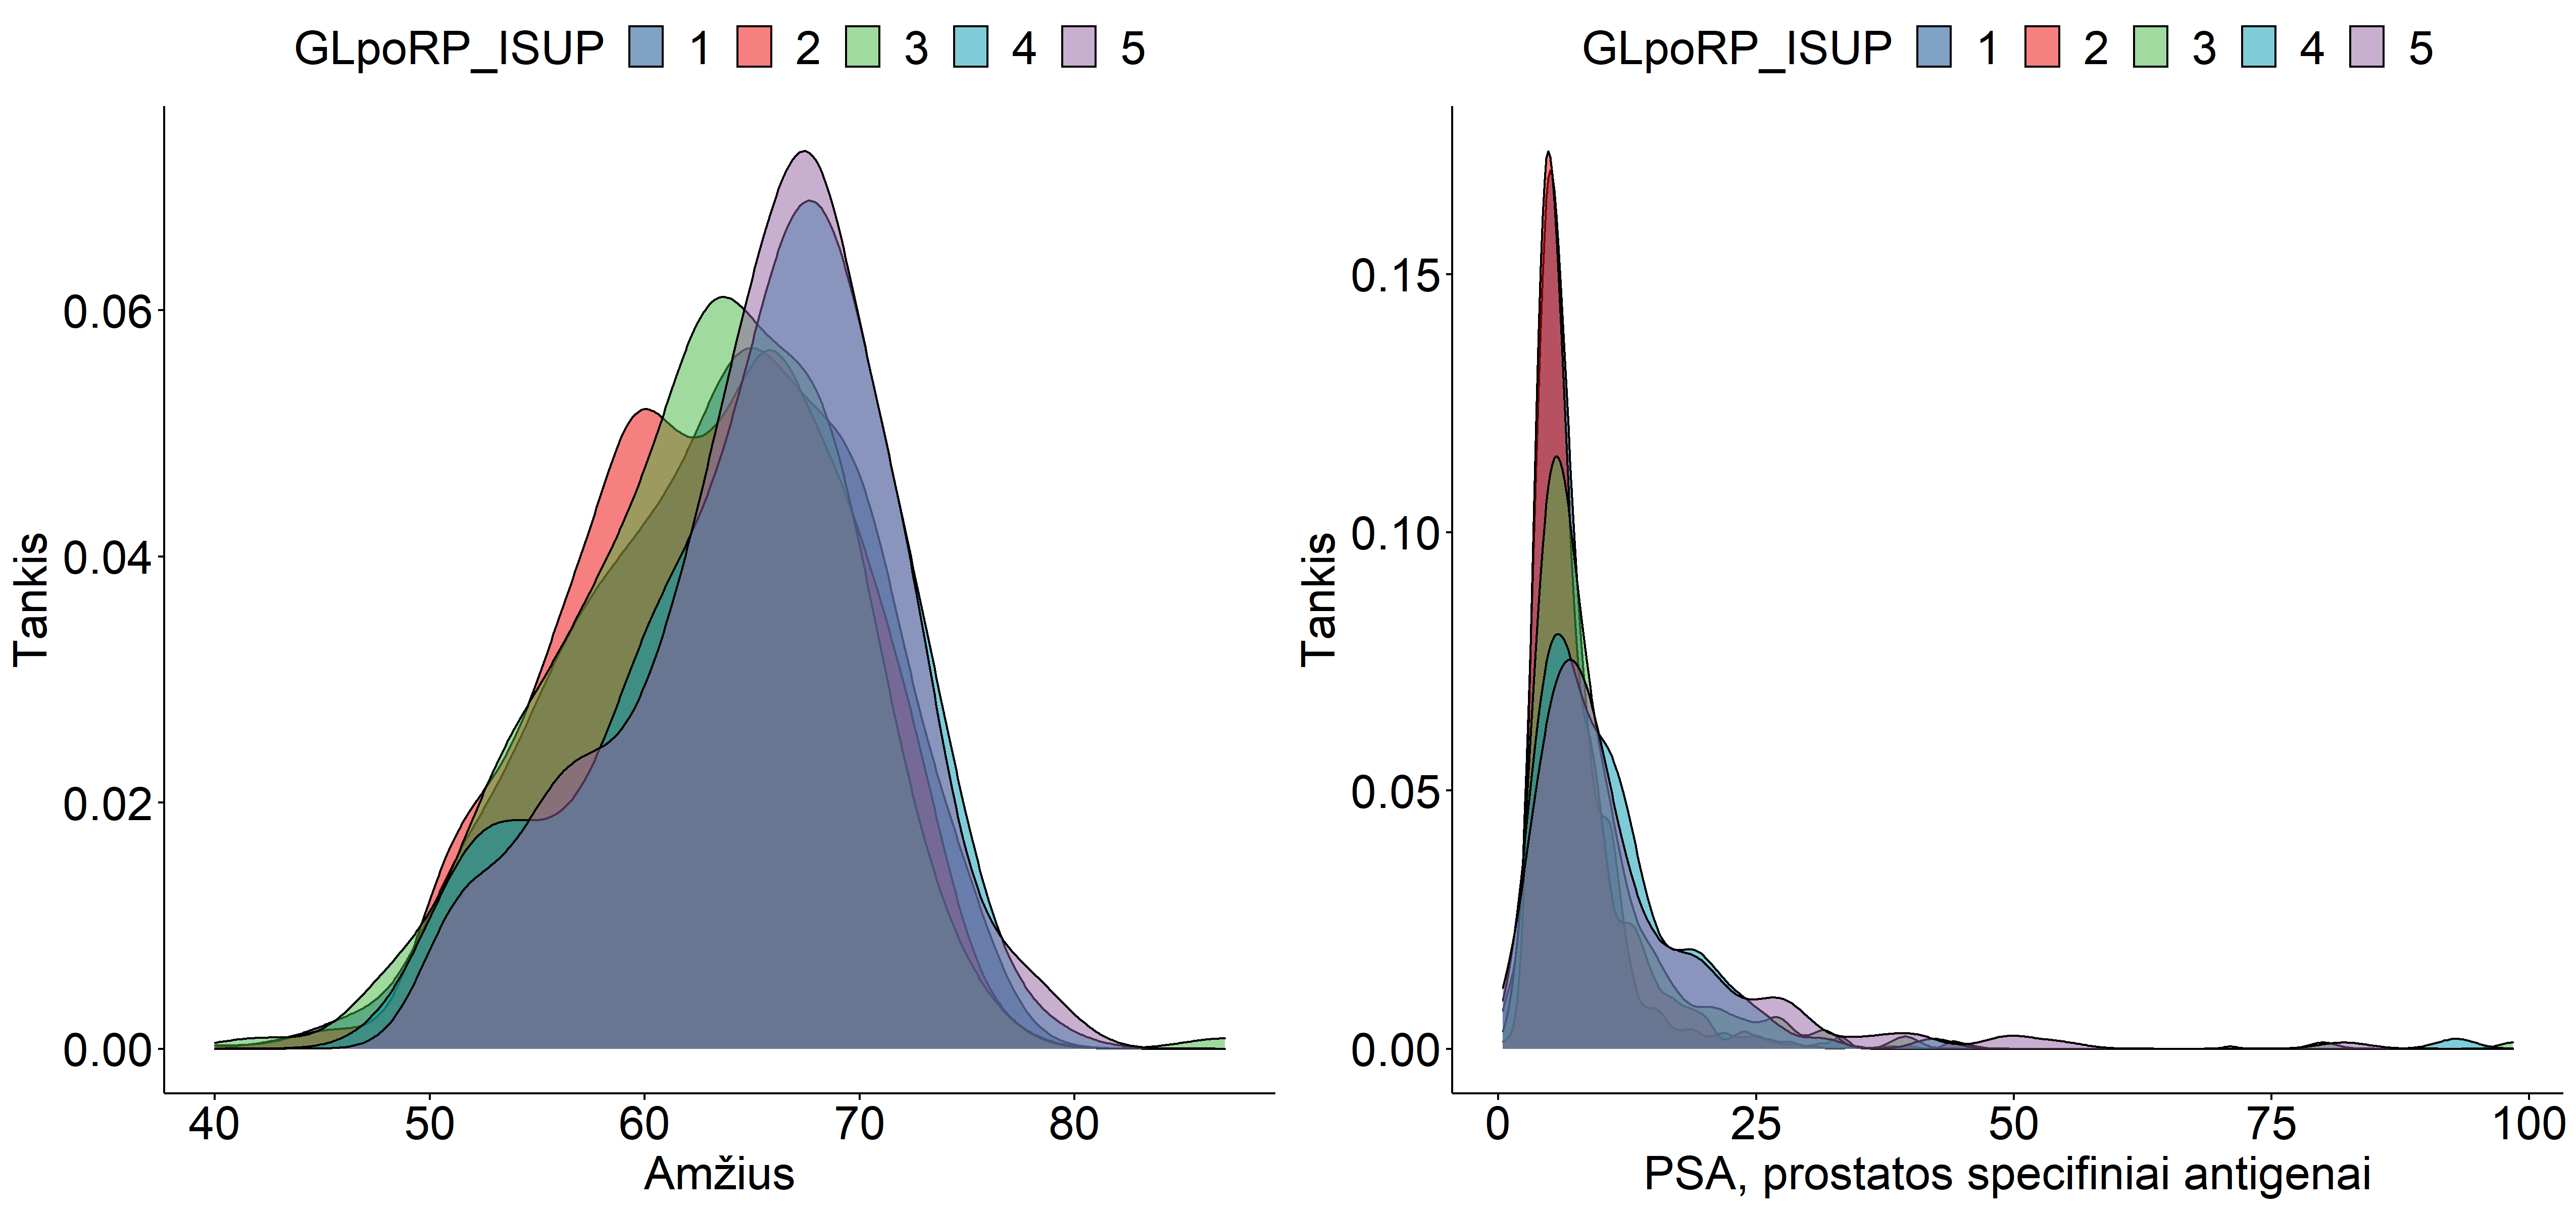 GLpoRP_ISUP 1 2 3 4 5
Tankis
0.06
0.04
0.02
0.00
40 50 60 70 80
Amžius
GLpoRP_ISUP 1 2 3 4 5
Tankis
0.15
0.10
0.05
0.00
0 25 50 75 100
PSA, prostatos specifiniai antigenai